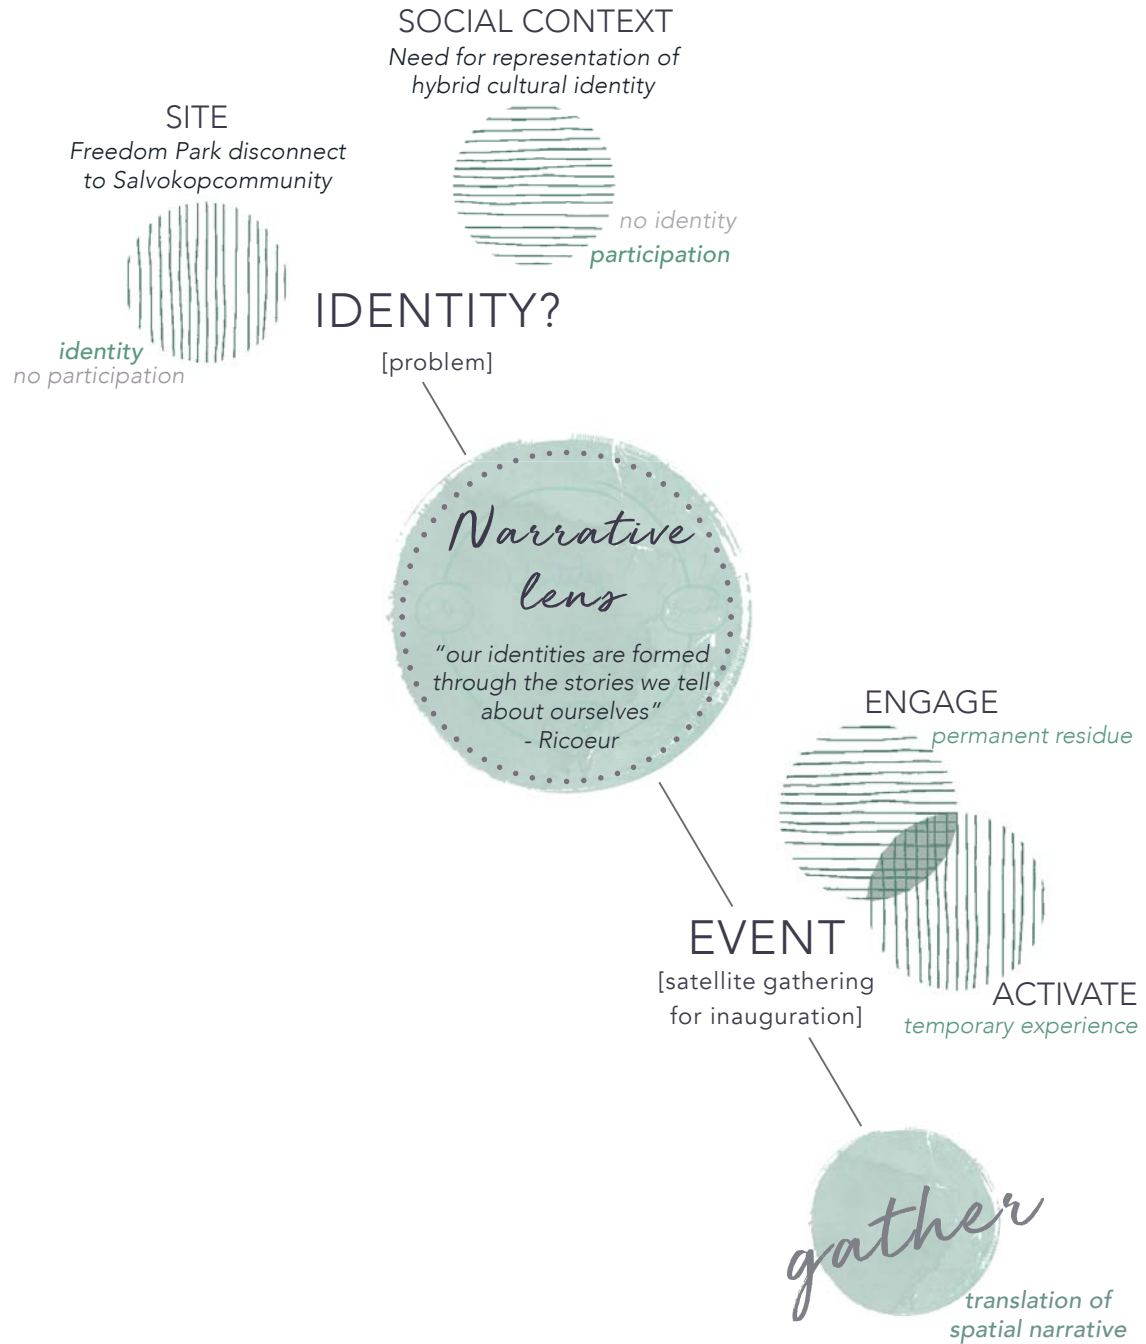 SOCIAL CONTEXT
Need for representation of
hybrid cultural identity
SITE
Freedom Park disconnect
to Salvokopcommunity
no identity
participation
IDENTITY?
[problem]
identity
no participation
Narrative
lens
“our identities are formed
through the stories we tell
about ourselves”
- Ricoeur
ENGAGE
permanent residue
EVENT
[satellite gathering
for inauguration]
ACTIVATE
temporary experience
gather
translation of
spatial narrative